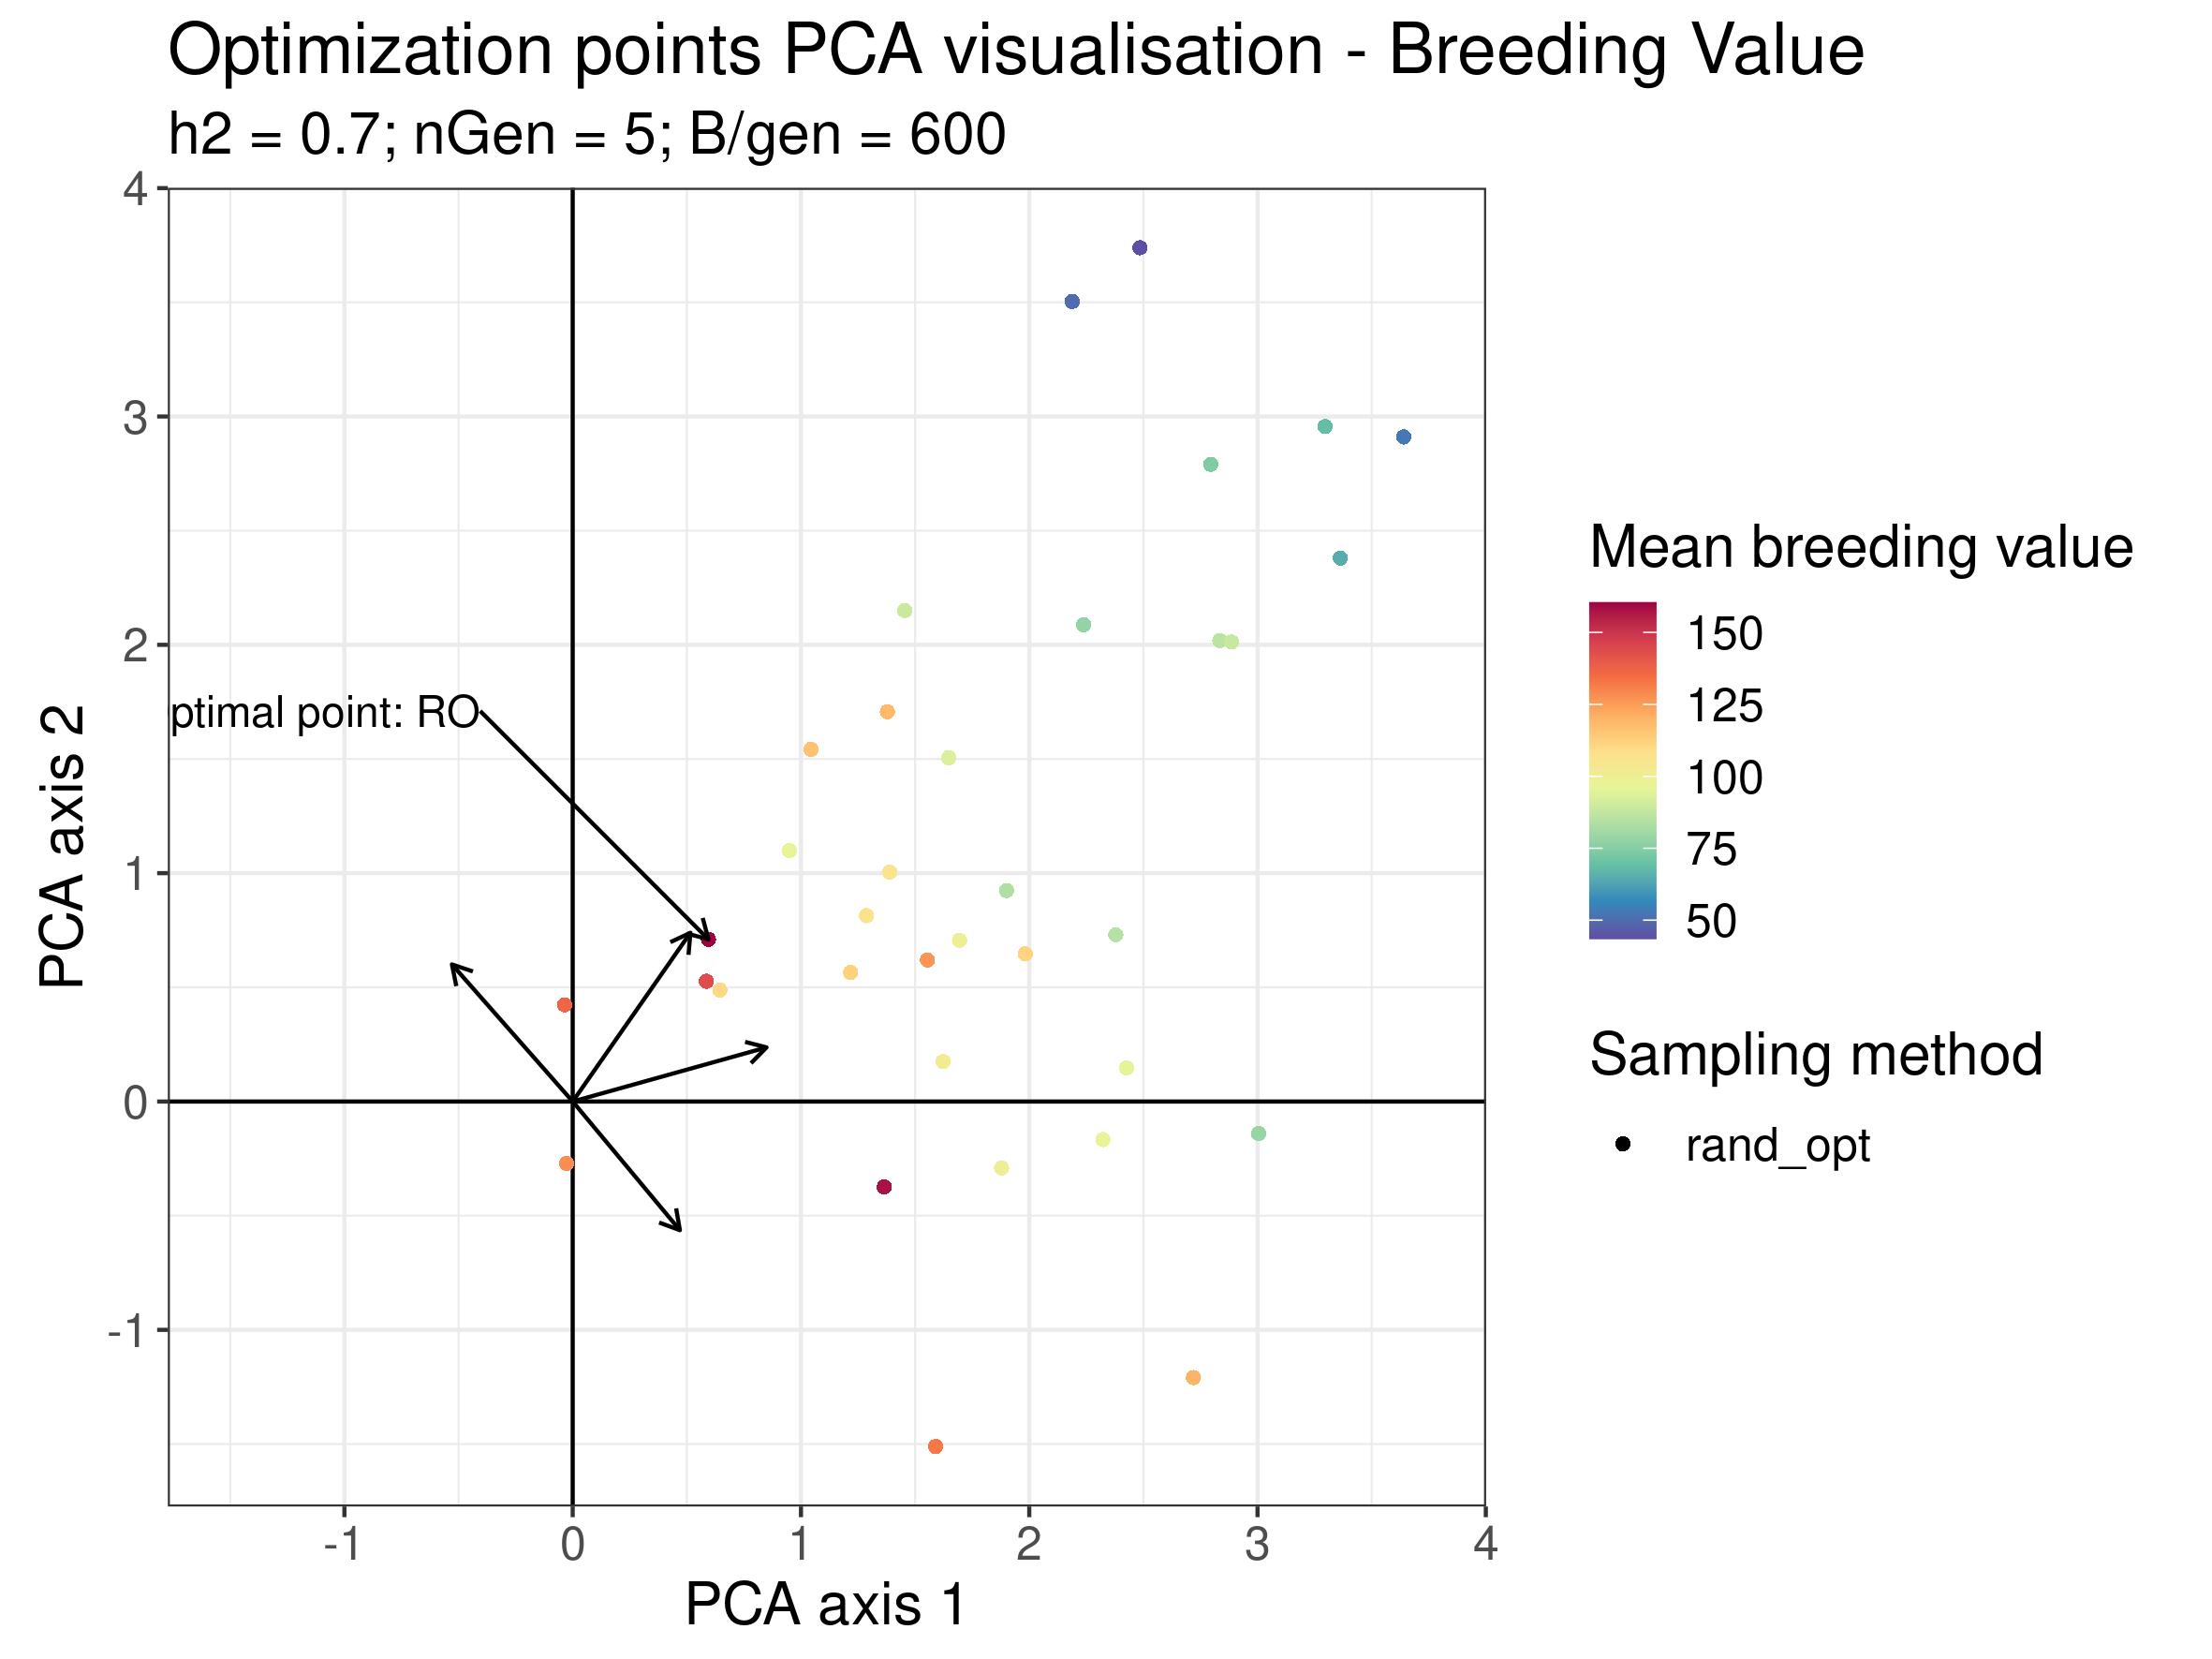 Optimization points PCA visualisation - Breeding Value
h2 = 0.7; nGen = 5; B/gen = 600
4
3
2
1
0
-1
PCA axis 2
ptimal point: RO
-1
0
1
2
3
4
PCA axis 1
Mean breeding value
150
125
100
75
50
Sampling method
rand_opt